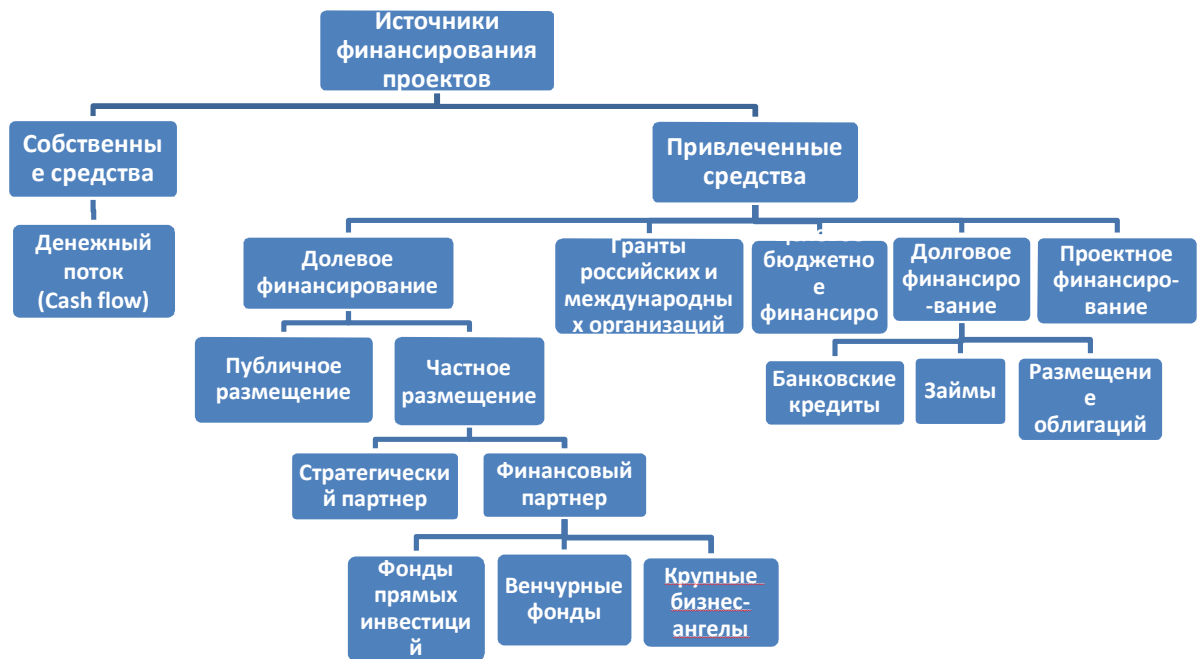 Источники
финансирования
проектов
Собственны
е средства
Привлеченные
средства
Денежный
поток
(Cash flow)
Долевое
финансирование
Гранты
российских и
международны
х организаций
бюджетно
е
финансиро
Долговое
финансиро
-вание
Проектное
финансиро-
вание
Публичное
размещение
Частное
размещение
Банковские
кредиты
Займы
Размещени
е
облигаций
Стратегически
й партнер
Финансовый
партнер
Фонды
прямых
инвестици
й
Венчурные
фонды
Крупные
бизнес-
ангелы